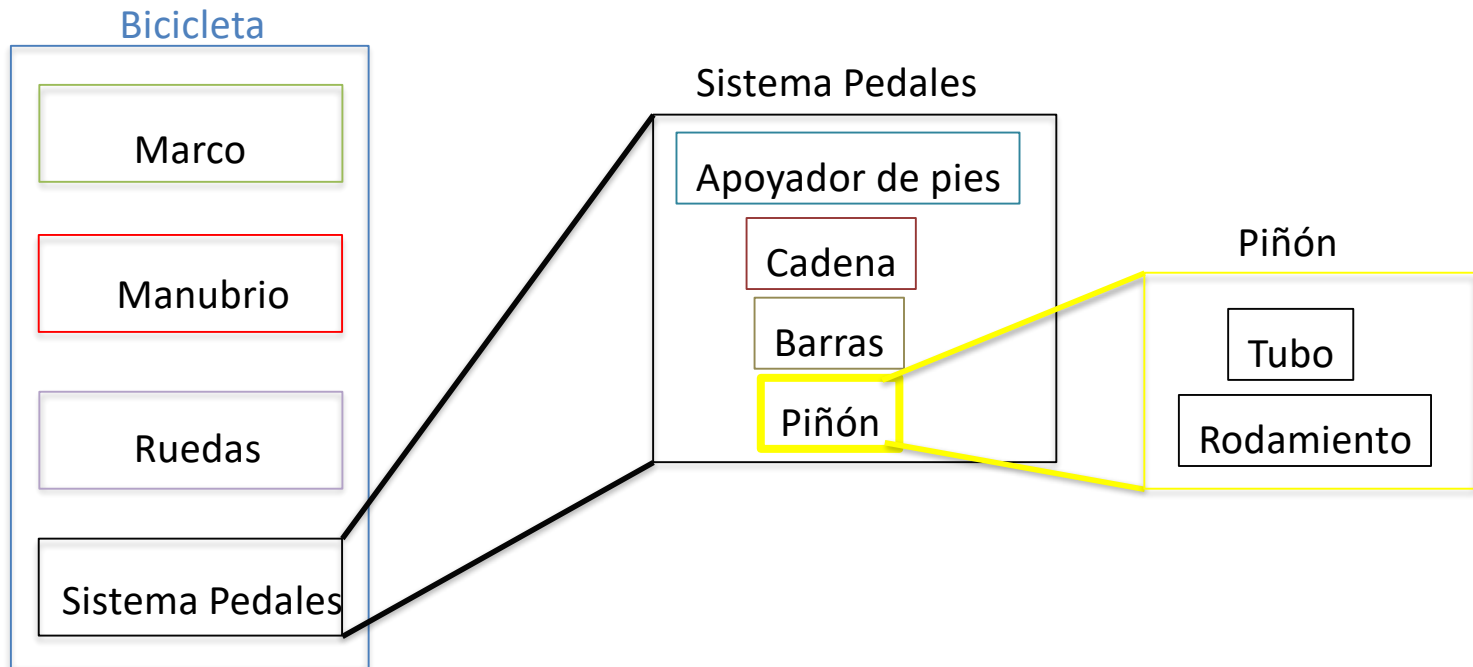 Bicicleta
Marco
Manubrio
Ruedas
Sistema Pedales
Sistema Pedales
Apoyador de pies
Cadena
Barras
Piñón
Piñón
Tubo
Rodamiento